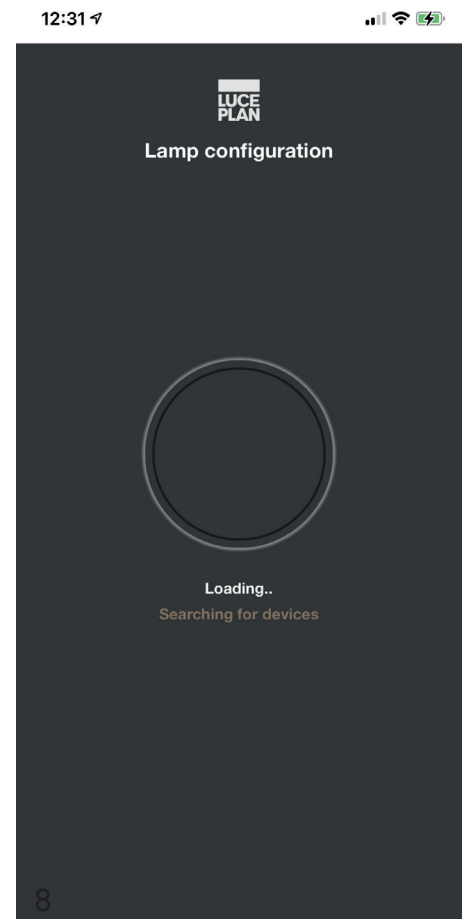 12:31
LUCE
PLAN
Lamp configuration
Loading..
Searching for devices
8